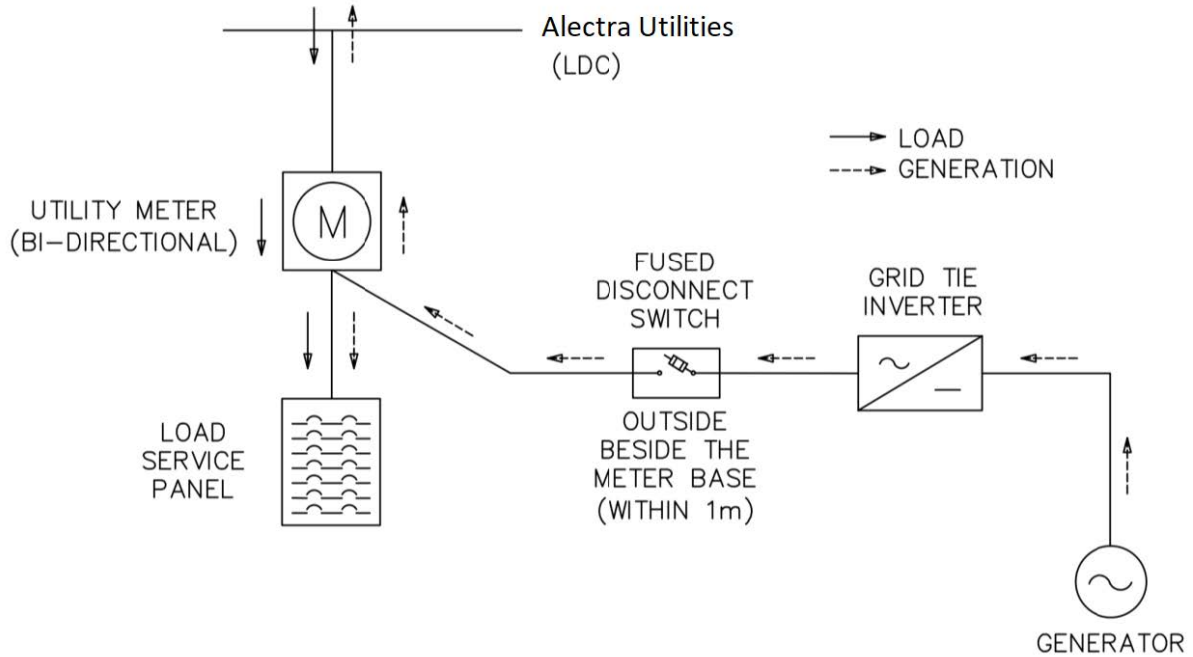 Alectra Utilities
(LDC)
LOAD
GENERATION
UTILITY METER
(BI-DIRECTIONAL)
M
FUSED
DISCONNECT
SWITCH
GRID TIE
INVERTER
OUTSIDE
BESIDE THE
METER BASE
(WITHIN 1m)
LOAD
SERVICE
PANEL
GENERATOR